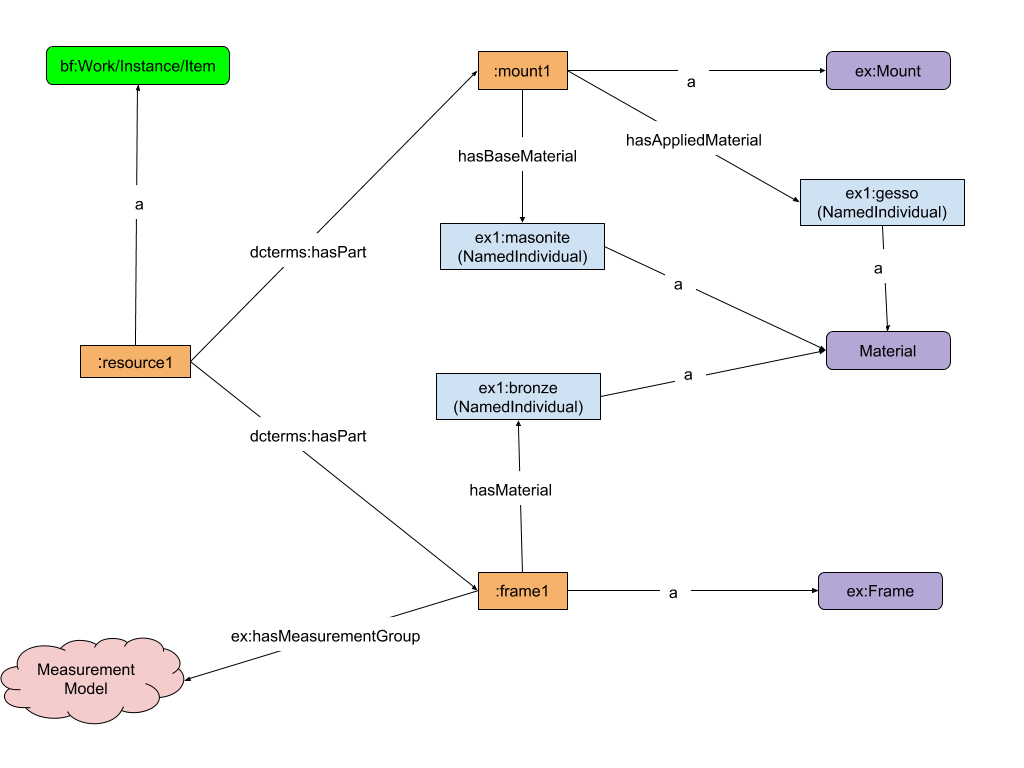 bf:Work/Instance/Item
:mount1
a
ex:Mount
hasAppliedMaterial
hasBaseMaterial
ex1:gesso
(NamedIndividual)
a
ex1:masonite
(NamedIndividual)
dcterms:hasPart
a
a
:resource1
Material
ex1:bronze
(NamedIndividual)
a
dcterms:hasPart
hasMaterial
:frame1
a
ex:Frame
ex:hasMeasurementGroup
Measurement
Model